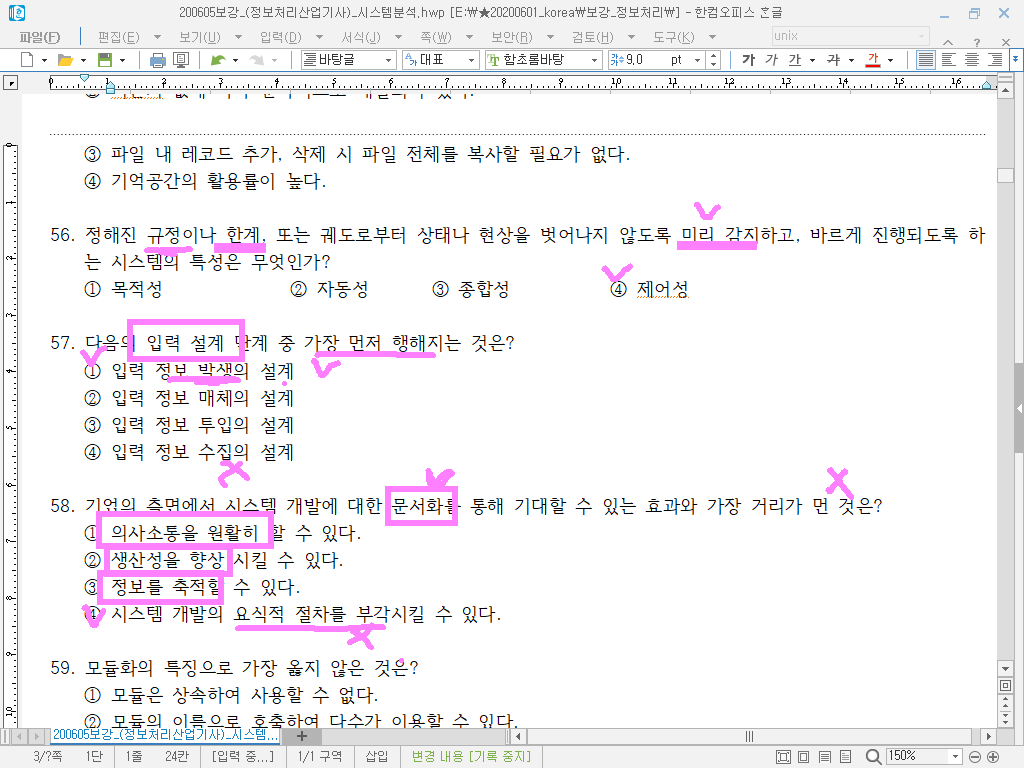 200605보강_(정보처리산업기사)_시스템분석.hwp [E:₩★20200601_korea₩보강_정보처리₩] - 한컴오피스 흔글
파일(F) 편집(E) 보기(U) 입력(D) 서식(J) 쪽(W) 보안(R) 검토(H) 도구(K) unix
바탕글 대표 함초롬바탕 9,0 pt 가 가 가 가 가
0 1 2 3 4 5 6 7 8 9 10 11 12 13 14 15 16
③ 파일 내 레코드 추가, 삭제 시 파일 전체를 복사할 필요가 없다.
④ 기억공간의 활용률이 높다.
56. 정해진 규정이나 한계, 또는 궤도로부터 상태나 현상을 벗어나지 않도록 미리 감지하고, 바르게 진행되도록 하
는 시스템의 특성은 무엇인가?
① 목적성 ② 자동성 ③ 종합성 ④ 제어성
57. 다음의 입력 설계 단계 중 가장 먼저 행해지는 것은?
① 입력 정보 발생의 설계
② 입력 정보 매체의 설계
③ 입력 정보 투입의 설계
④ 입력 정보 수집의 설계
58. 기업의 측면에서 시스템 개발에 대한 문서화를 통해 기대할 수 있는 효과와 가장 거리가 먼 것은?
① 의사소통을 원활히 할 수 있다.
② 생산성을 향상 시킬 수 있다.
③ 정보를 축적할 수 있다.
④ 시스템 개발의 요식적 절차를 부각시킬 수 있다.
59. 모듈화의 특징으로 가장 옳지 않은 것은?
① 모듈은 상속하여 사용할 수 없다.
② 모듈의 이름으로 호출하여 다수가 이용할 수 있다.
200605보강_(정보처리산업기사)_시스템...
3/?쪽 1단 1줄 24칸 [입력 중...] 1/1 구역 삽입 변경 내용 [기록 중지] 150%